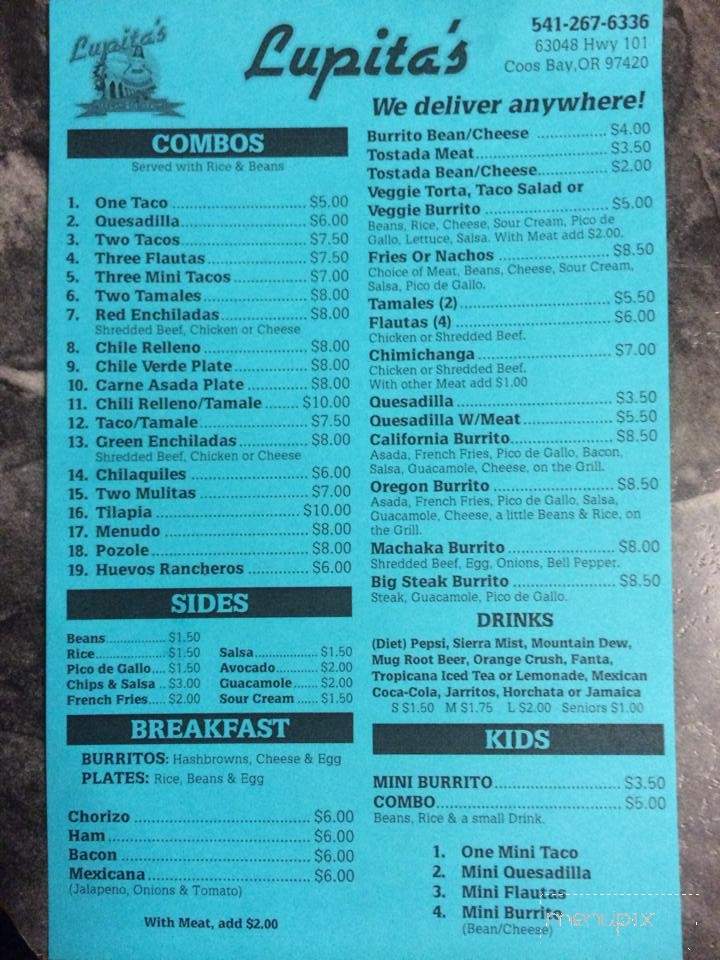 Lupita's
Lupita's
541-267-6336
63048 Hwy 101
Coos Bay,OR 97420
We deliver anywhere!
COMBOS
Served with Rice & Beans
1. One Taco $5.00
2. Quesadilla $6.00
3. Two Tacos $7.50
4. Three Flautas $7.50
5. Three Mini Tacos $7.00
6. Two Tamales $8.00
7. Red Enchiladas $8.00
Shredded Beef, Chicken or Cheese
8. Chile Relleno $8.00
9. Chile Verde Plate $8.00
10. Carne Asada Plate $8.00
11. Chili Relleno/Tamale $10.00
12. Taco/Tamale $7.50
13. Green Enchiladas $8.00
Shredded Beef, Chicken or Cheese
14. Chilaquiles $6.00
15. Two Mulitas $7.00
16. Tilapia $10.00
17. Menudo $8.00
18. Pozole $8.00
19. Huevos Rancheros $6.00
SIDES
Beans $1.50
Rice $1.50
Pico de Gallo $1.50
Chips & Salsa $3.00
French Fries $2.00
Salsa $1.50
Avocado $2.00
Guacamole $2.00
Sour Cream $1.50
BREAKFAST
BURRITOS: Hashbrowns, Cheese & Egg
PLATES: Rice, Beans & Egg
Chorizo $6.00
Ham $6.00
Bacon $6.00
Mexicana $6.00
(Jalapeno, Onions & Tomato)
With Meat, add $2.00
Burrito Bean/Cheese $4.00
Tostada Meat $3.50
Tostada Bean/Cheese $2.00
Veggie Torta, Taco Salad or
Veggie Burrito $5.00
Beans, Rice, Cheese, Sour Cream, Pico de
Gallo, Lettuce, Salsa. With Meat add $2.00.
Fries Or Nachos $8.50
Choice of Meat, Beans, Cheese, Sour Cream,
Salsa, Pico de Gallo.
Tamales (2) $5.50
Flautas (4) $6.00
Chicken or Shredded Beef.
Chimichanga $7.00
Chicken or Shredded Beef.
With other Meat add $1.00
Quesadilla $3.50
Quesadilla W/Meat $5.50
California Burrito $8.50
Asada, French Fries, Pico de Gallo, Bacon,
Salsa, Guacamole, Cheese, on the Grill.
Oregon Burrito $8.50
Asada, French Fries, Pico de Gallo, Salsa,
Guacamole, Cheese, a little Beans & Rice, on
the Grill.
Machaka Burrito $8.00
Shredded Beef, Egg, Onions, Bell Pepper.
Big Steak Burrito $8.50
Steak, Guacamole, Pico de Gallo.
DRINKS
(Diet) Pepsi, Sierra Mist, Mountain Dew,
Mug Root Beer, Orange Crush, Fanta,
Tropicana Iced Tea or Lemonade, Mexican
Coca-Cola, Jarritos, Horchata or Jamaica
S $1.50 M $1.75 L $2.00 Seniors $1.00
KIDS
MINI BURRITO $3.50
COMBO $5.00
Beans, Rice & a small Drink.
1. One Mini Taco
2. Mini Quesadilla
3. Mini Flautas
4. Mini Burrito
(Bean/Cheese)
menupix